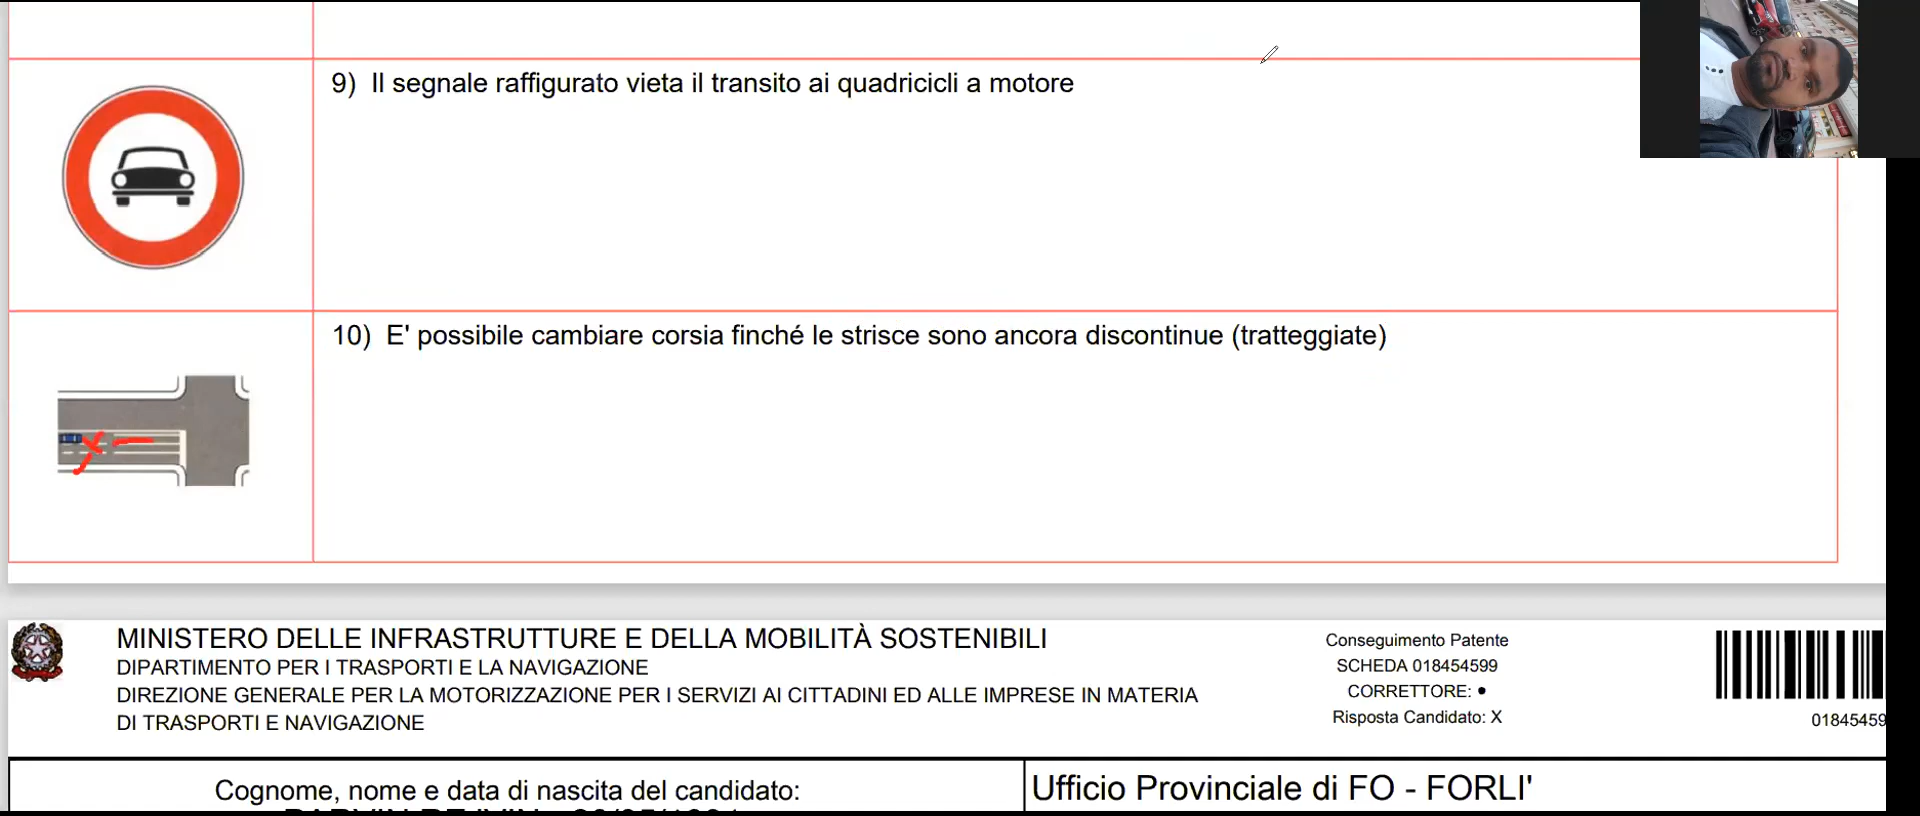 9) Il segnale raffigurato vieta il transito ai quadricicli a motore
10) E' possibile cambiare corsia finché le strisce sono ancora discontinue (tratteggiate)
MINISTERO DELLE INFRASTRUTTURE E DELLA MOBILITÀ SOSTENIBILI
DIPARTIMENTO PER I TRASPORTI E LA NAVIGAZIONE
DIREZIONE GENERALE PER LA MOTORIZZAZIONE PER I SERVIZI AI CITTADINI ED ALLE IMPRESE IN MATERIA
DI TRASPORTI E NAVIGAZIONE
Conseguimento Patente
SCHEDA 018454599
CORRETTORE: •
Risposta Candidato: X
01845459
Cognome, nome e data di nascita del candidato:
Ufficio Provinciale di FO - FORLI'